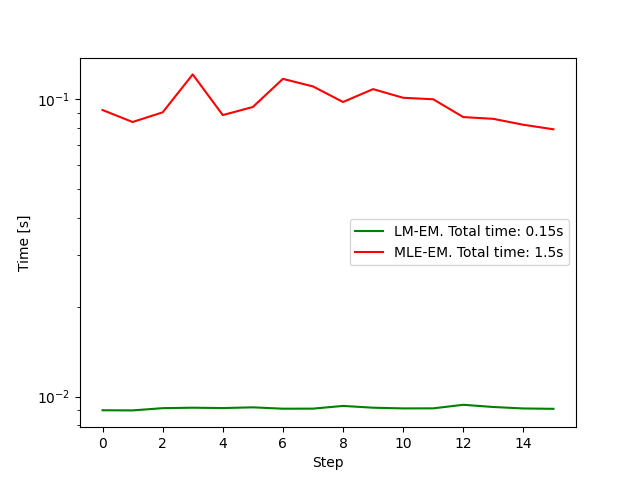 10⁻¹
Time [s]
LM-EM. Total time: 0.15s
MLE-EM. Total time: 1.5s
10⁻²
0 2 4 6 8 10 12 14
Step